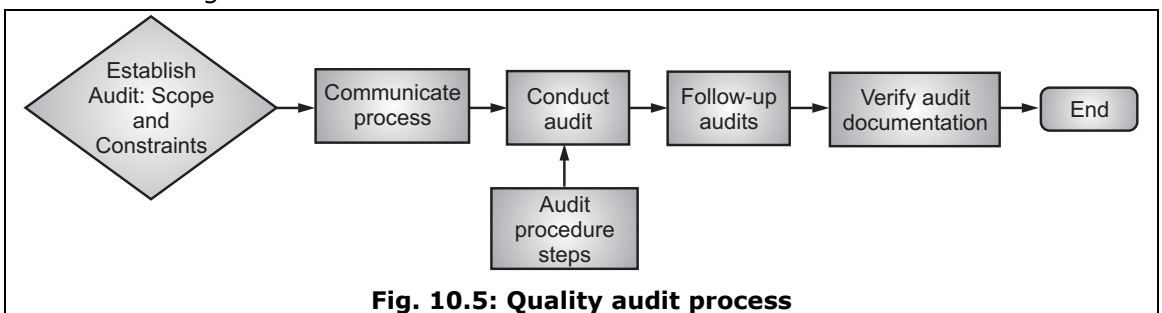 Establish
Audit: Scope
and
Constraints
Communicate
process
Conduct
audit
Follow-up
audits
Verify audit
documentation
End
Audit
procedure
steps
Fig. 10.5: Quality audit process